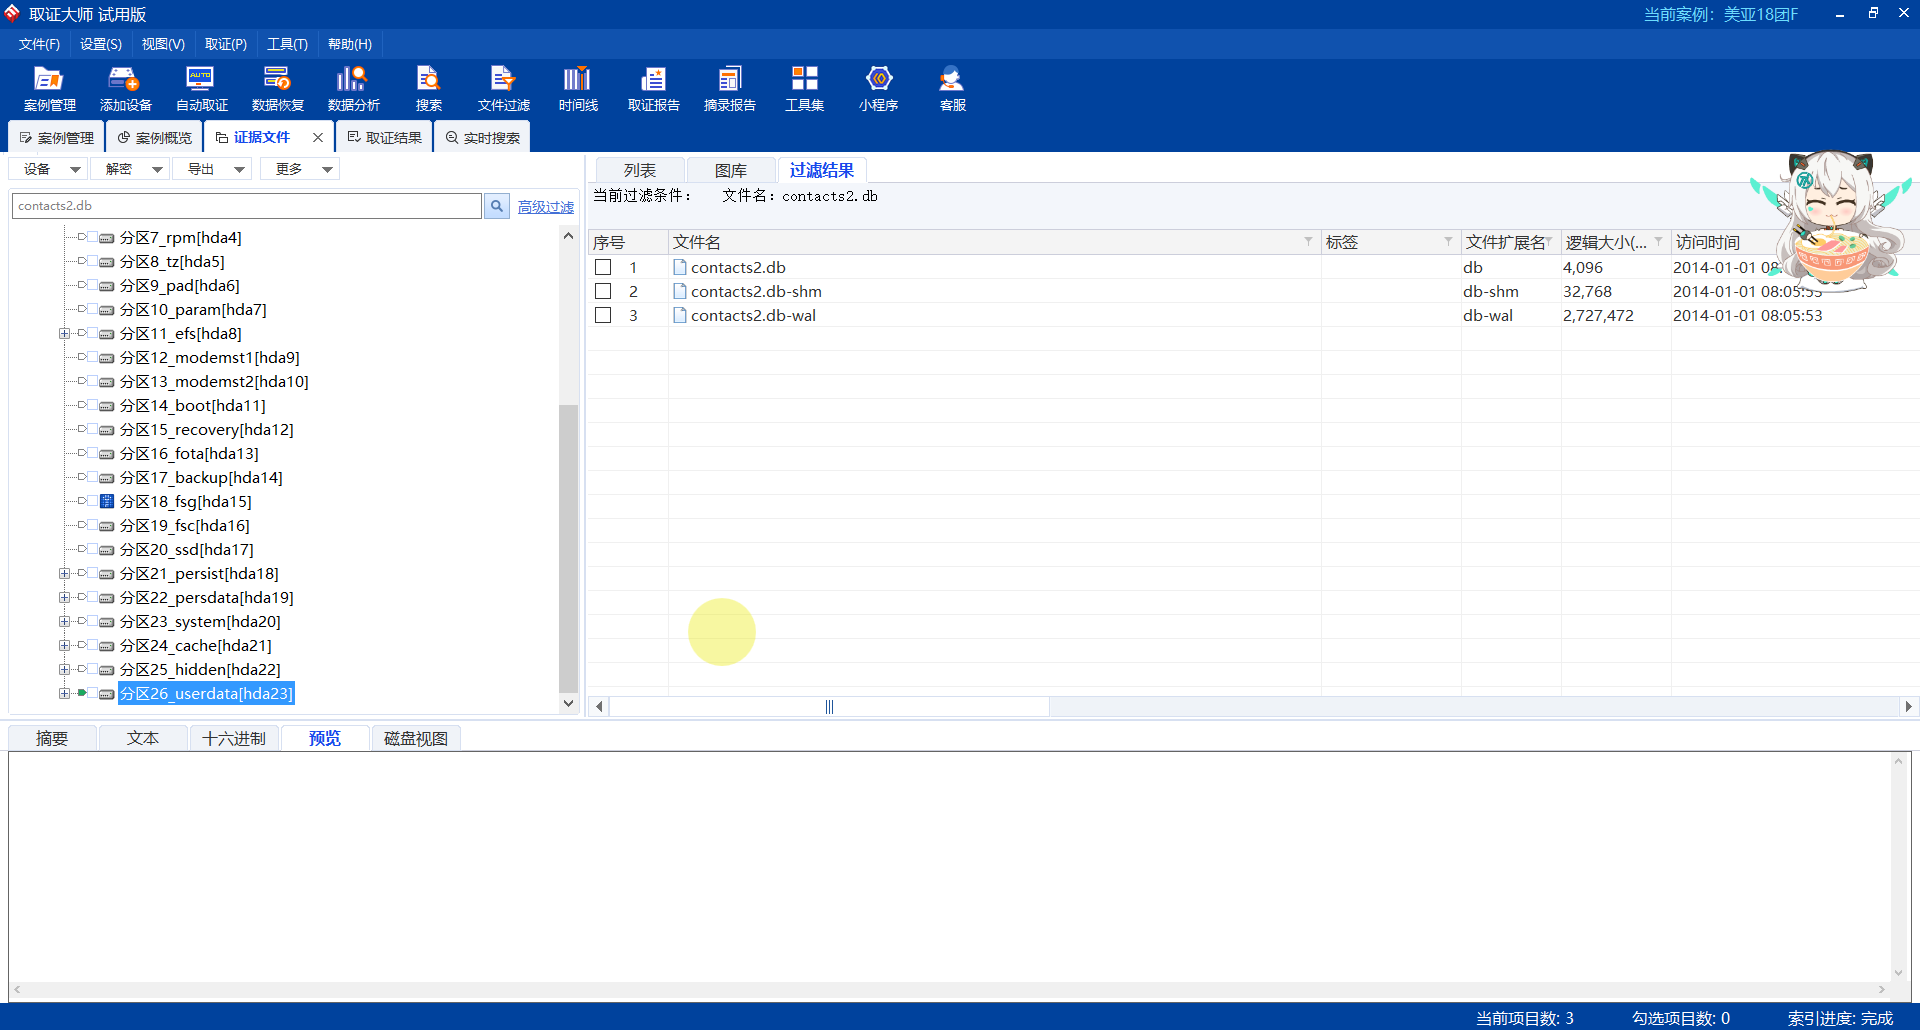 取证大师 试用版
当前案例：美亚18团F
文件(F) 设置(S) 视图(V) 取证(P) 工具(T) 帮助(H)
案例管理 添加设备 自动取证 数据恢复 数据分析 搜索 文件过滤 时间线 取证报告 摘录报告 工具集 小程序 客服
案例管理 案例概览 证据文件 取证结果 实时搜索
设备 解密 导出 更多
contacts2.db 高级过滤
分区7_rpm[hda4]
分区8_tz[hda5]
分区9_pad[hda6]
分区10_param[hda7]
分区11_efs[hda8]
分区12_modemst1[hda9]
分区13_modemst2[hda10]
分区14_boot[hda11]
分区15_recovery[hda12]
分区16_fota[hda13]
分区17_backup[hda14]
分区18_fsg[hda15]
分区19_fsc[hda16]
分区20_ssd[hda17]
分区21_persist[hda18]
分区22_persdata[hda19]
分区23_system[hda20]
分区24_cache[hda21]
分区25_hidden[hda22]
分区26_userdata[hda23]
列表 图库 过滤结果
当前过滤条件： 文件名：contacts2.db
序号 文件名 标签 文件扩展名 逻辑大小(... 访问时间
1 contacts2.db db 4,096 2014-01-01 08:
2 contacts2.db-shm db-shm 32,768 2014-01-01 08:05:53
3 contacts2.db-wal db-wal 2,727,472 2014-01-01 08:05:53
摘要 文本 十六进制 预览 磁盘视图
当前项目数: 3 勾选项目数: 0 索引进度: 完成